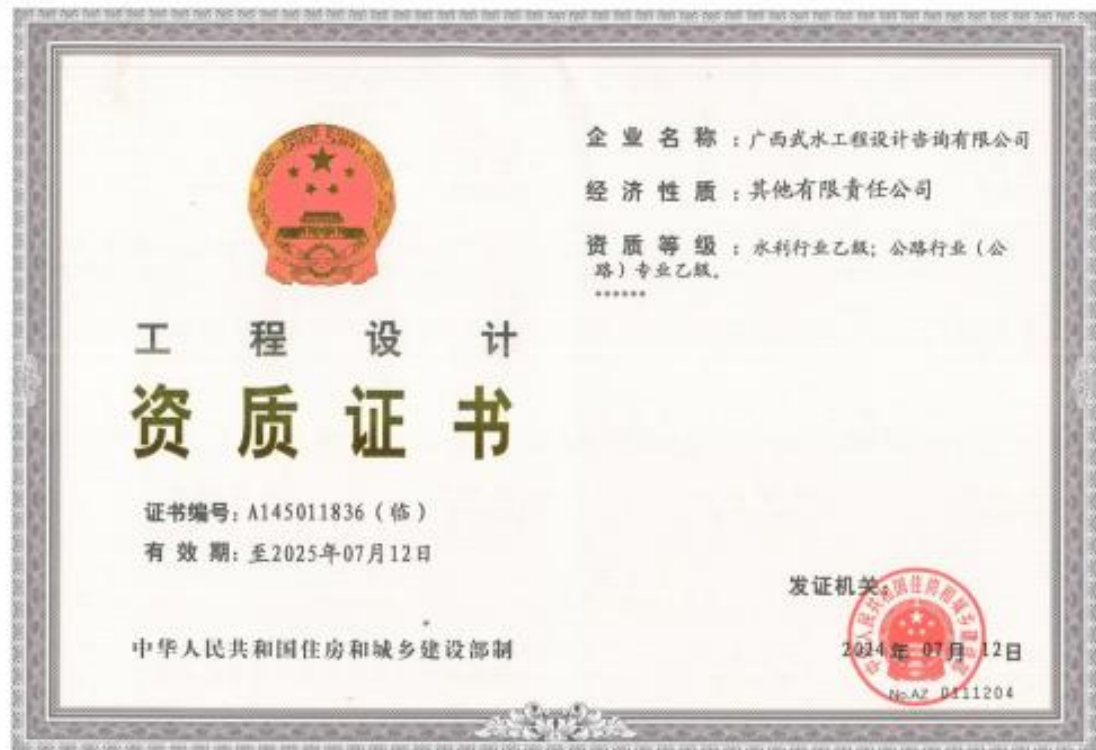 工程设计
资质证书
证书编号：A145011836（临）
有效期：至2025年07月12日
中华人民共和国住房和城乡建设部制
企业名称：广西武水工程设计咨询有限公司
经济性质：其他有限责任公司
资质等级：水利行业乙级；公路行业（公
路）专业乙级。
******
发证机关：
2024年07月12日
No.AZ 0111204